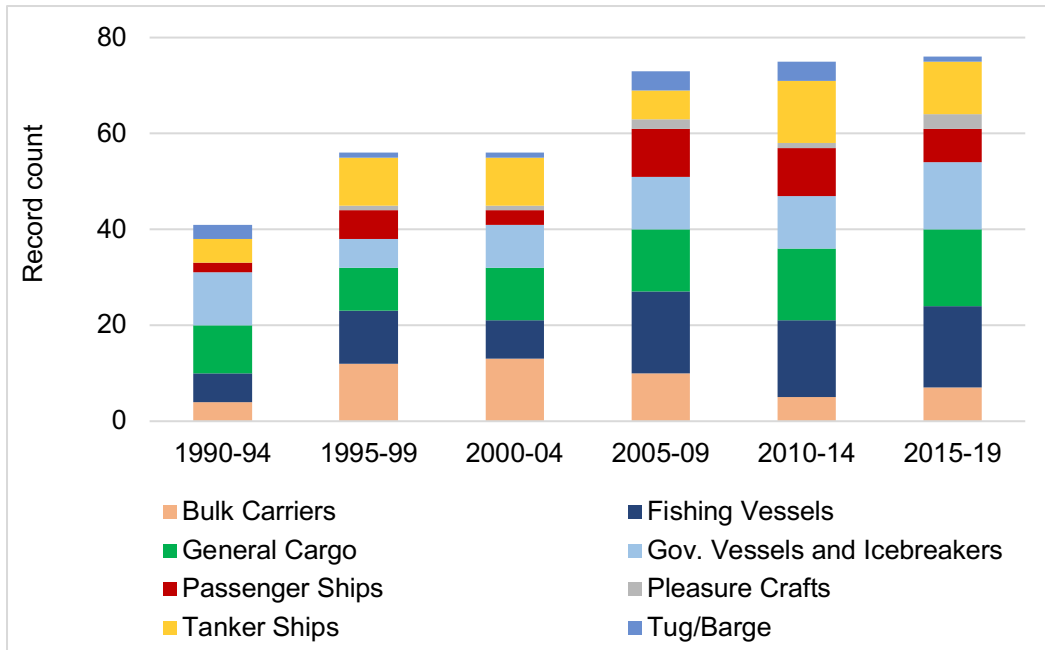 Record count
80
60
40
20
0
1990-94 1995-99 2000-04 2005-09 2010-14 2015-19
Bulk Carriers Fishing Vessels
General Cargo Gov. Vessels and Icebreakers
Passenger Ships Pleasure Crafts
Tanker Ships Tug/Barge